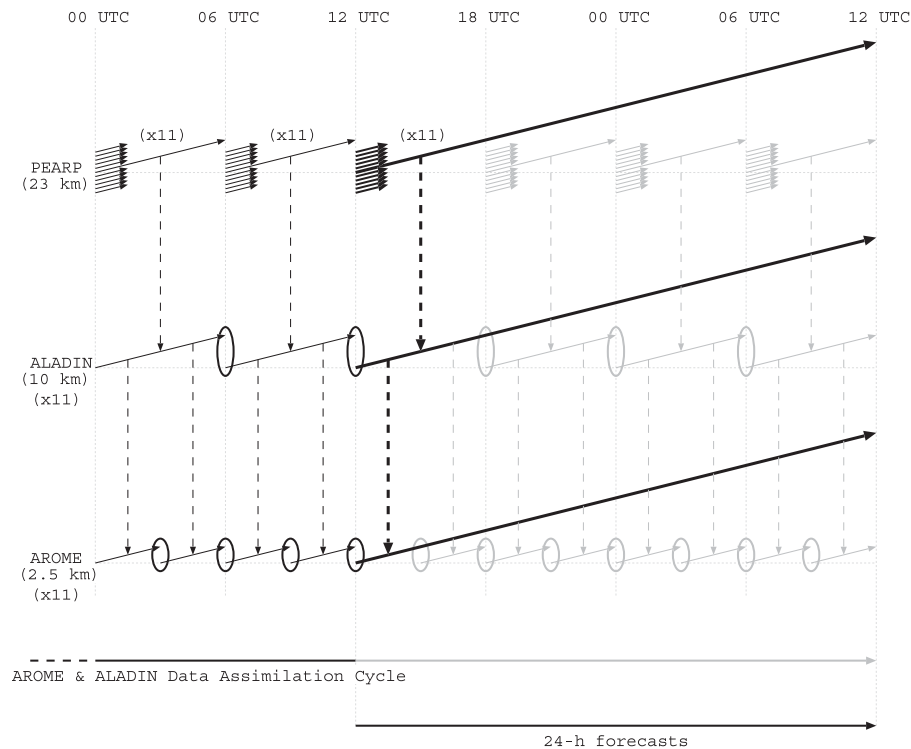 00 UTC 06 UTC 12 UTC 18 UTC 00 UTC 06 UTC 12 UTC
(x11) (x11) (x11)
PEARP
(23 km)
ALADIN
(10 km)
(x11)
AROME
(2.5 km)
(x11)
AROME & ALADIN Data Assimilation Cycle
24-h forecasts